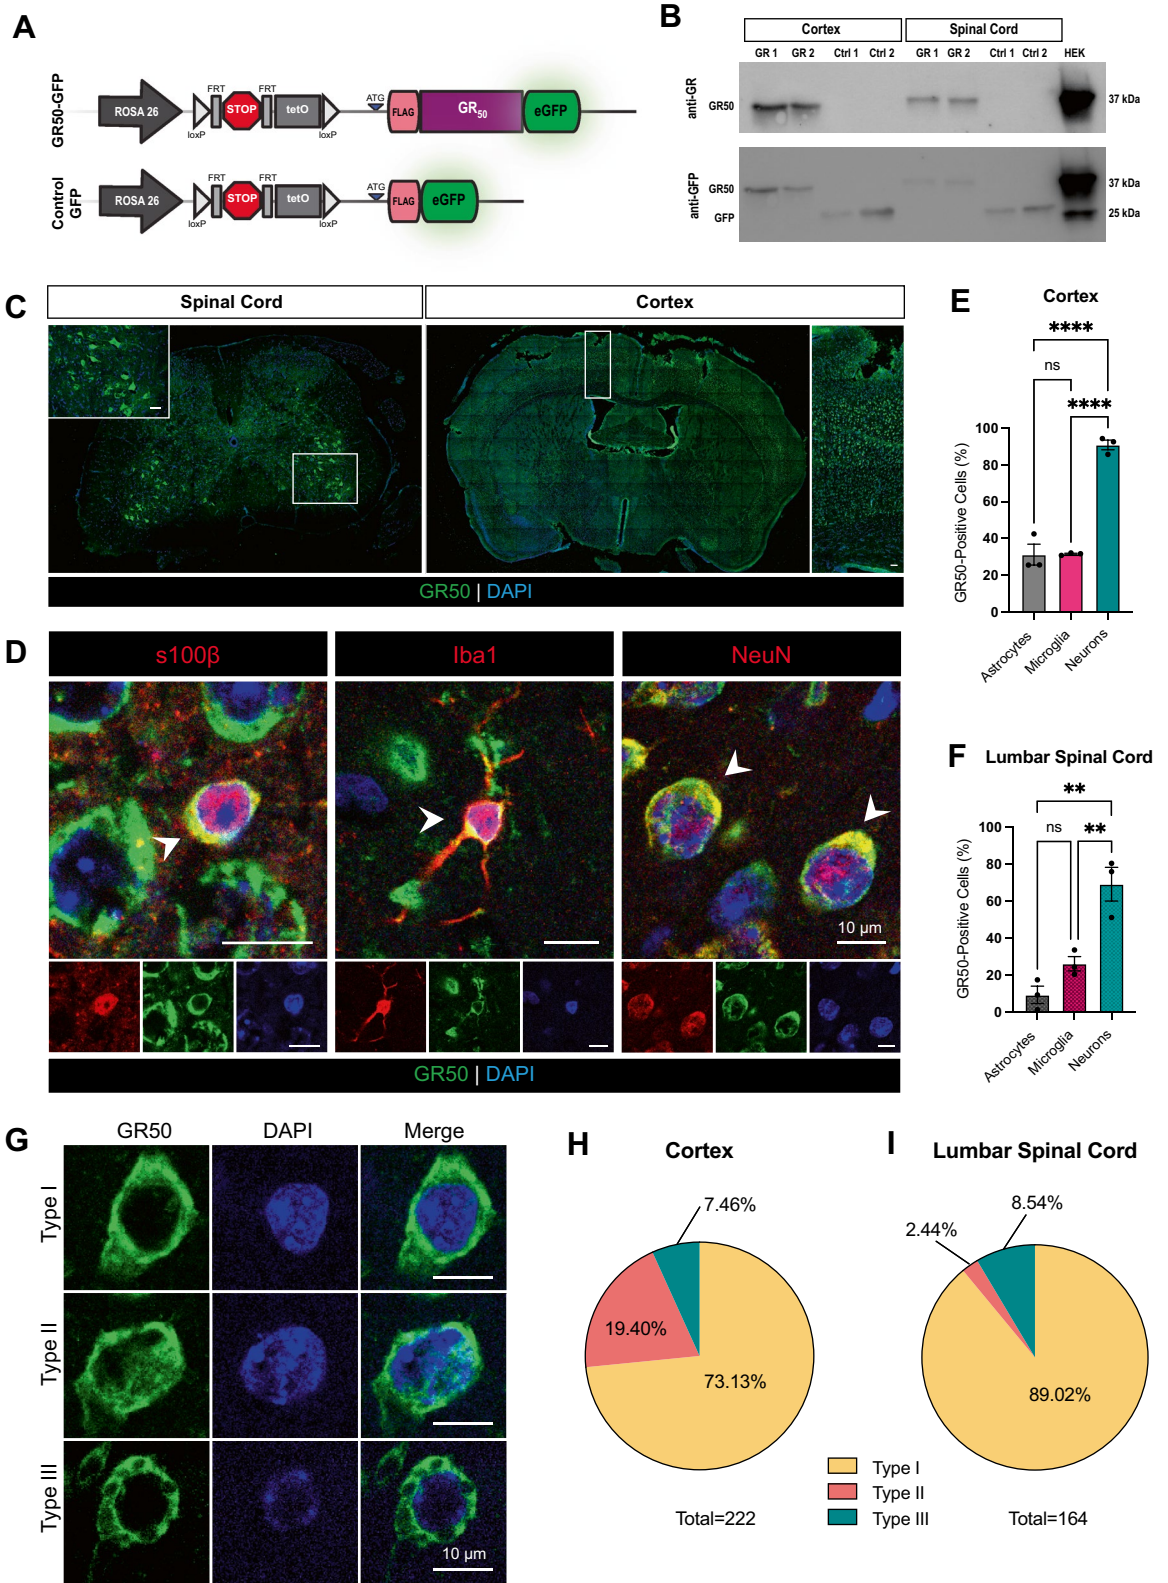 A
GR50-GFP
ROSA 26
loxP
FRT
STOP
FRT
tetO
loxP
ATG
FLAG
GR50
eGFP
Control
GFP
ROSA 26
loxP
FRT
STOP
FRT
tetO
loxP
ATG
FLAG
eGFP
B
Cortex
Spinal Cord
GR 1 GR 2 Ctrl 1 Ctrl 2 GR 1 GR 2 Ctrl 1 Ctrl 2 HEK
anti-GR
GR50
37 kDa
anti-GFP
GR50
37 kDa
GFP
25 kDa
C
Spinal Cord
Cortex
GR50 | DAPI
D
s100β
Iba1
NeuN
10 µm
GR50 | DAPI
E
Cortex
****
ns
****
GR50-Positive Cells (%)
100
80
60
40
20
0
Astrocytes
Microglia
Neurons
F
Lumbar Spinal Cord
**
ns
**
GR50-Positive Cells (%)
100
80
60
40
20
0
Astrocytes
Microglia
Neurons
G
GR50 DAPI Merge
Type I
Type II
Type III
10 µm
H
Cortex
7.46%
19.40%
73.13%
Total=222
I
Lumbar Spinal Cord
8.54%
2.44%
89.02%
Total=164
Type I
Type II
Type III